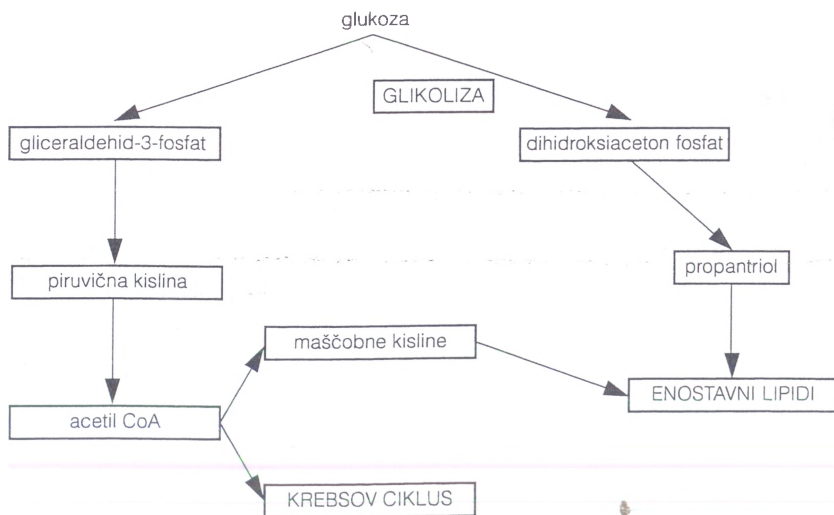 glukoza
GLIKOLIZA
gliceraldehid-3-fosfat
dihidroksiaceton fosfat
piruvična kislina
propantriol
maščobne kisline
ENOSTAVNI LIPIDI
acetil CoA
KREBSOV CIKLUS